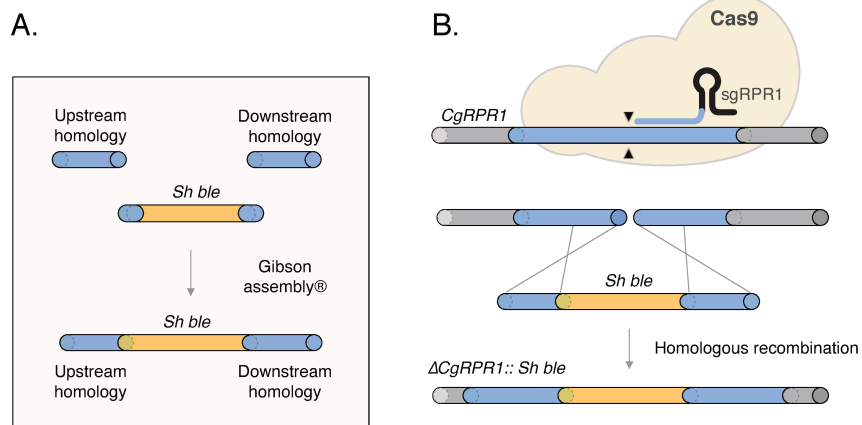 A.
Upstream
homology
Downstream
homology
Sh ble
Gibson
assembly®
Sh ble
Upstream
homology
Downstream
homology
B.
Cas9
sgRPR1
CgRPR1
Sh ble
Homologous recombination
ΔCgRPR1:: Sh ble